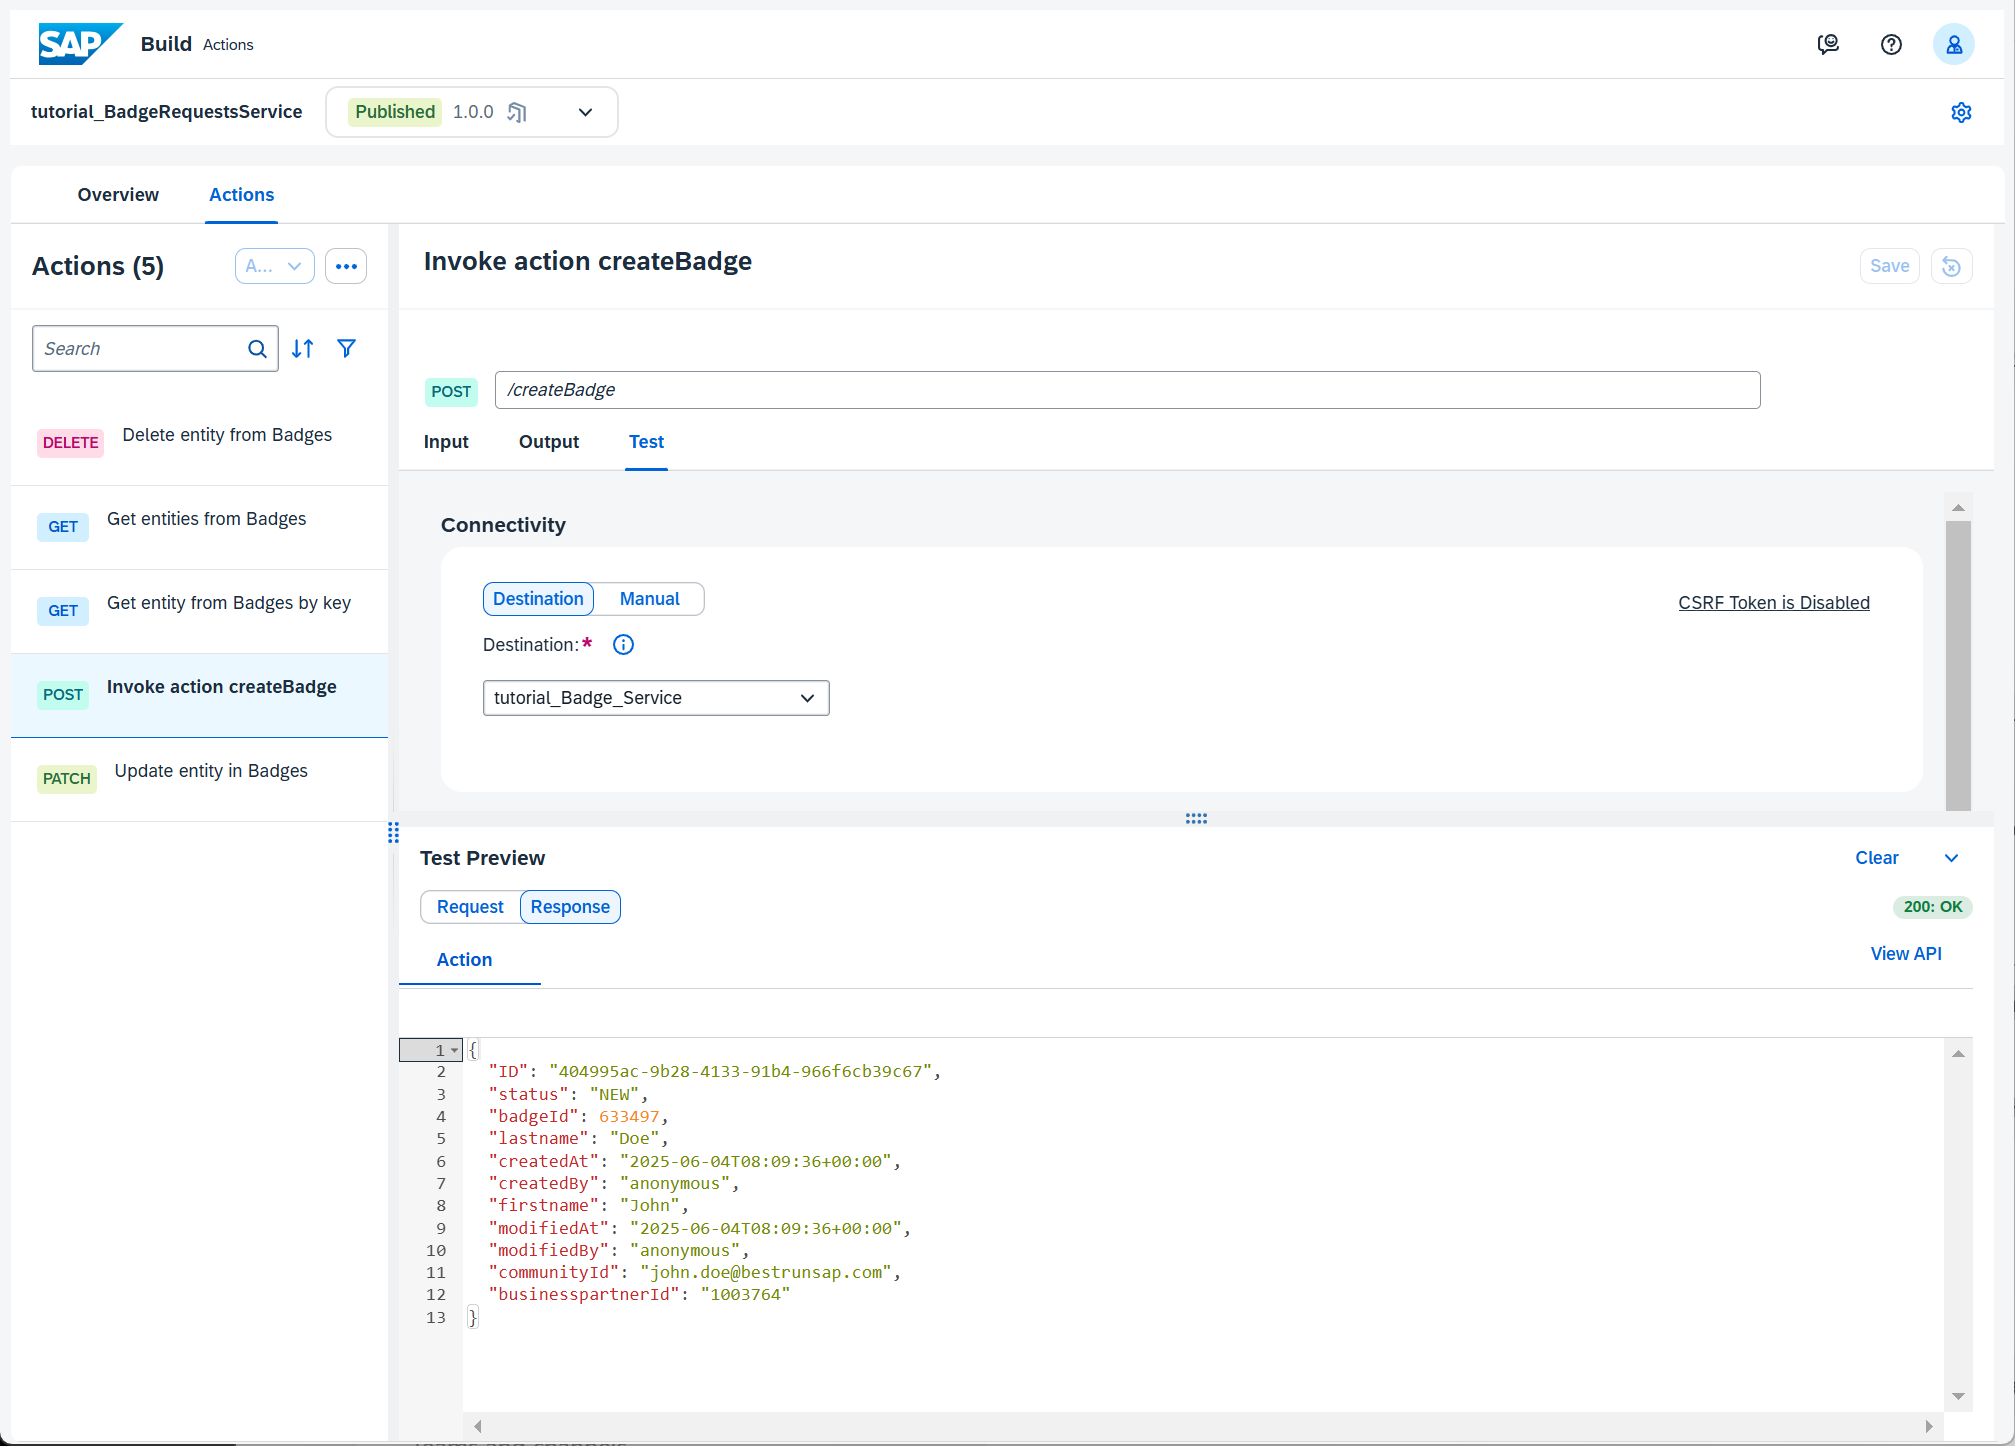 SAP Build Actions
tutorial_BadgeRequestsService Published 1.0.0
Overview Actions
Actions (5) A...
Search
DELETE Delete entity from Badges
GET Get entities from Badges
GET Get entity from Badges by key
POST Invoke action createBadge
PATCH Update entity in Badges
Invoke action createBadge Save
POST /createBadge
Input Output Test
Connectivity
Destination Manual CSRF Token is Disabled
Destination:*
tutorial_Badge_Service
Test Preview Clear
Request Response 200: OK
Action View API
1 {
2 "ID": "404995ac-9b28-4133-91b4-966f6cb39c67",
3 "status": "NEW",
4 "badgeId": 633497,
5 "lastname": "Doe",
6 "createdAt": "2025-06-04T08:09:36+00:00",
7 "createdBy": "anonymous",
8 "firstname": "John",
9 "modifiedAt": "2025-06-04T08:09:36+00:00",
10 "modifiedBy": "anonymous",
11 "communityId": "john.doe@bestrunsap.com",
12 "businesspartnerId": "1003764"
13 }